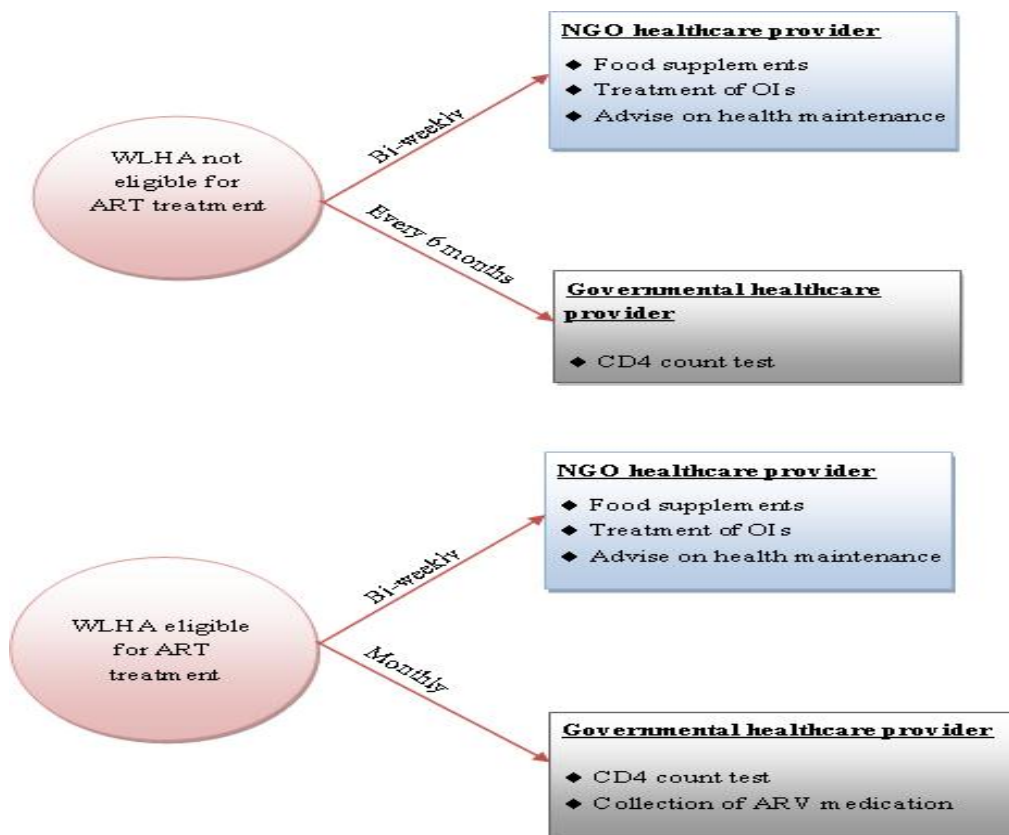 NGO healthcare provider
◆ Food supplements
◆ Treatment of OIs
◆ Advise on health maintenance
Bi-weekly
WLHA not
eligible for
ART treatment
Every 6 months
Governmental healthcare
provider
◆ CD4 count test
NGO healthcare provider
◆ Food supplements
◆ Treatment of OIs
◆ Advise on health maintenance
Bi-weekly
WLHA eligible
for ART
treatment
Monthly
Governmental healthcare provider
◆ CD4 count test
◆ Collection of ARV medication